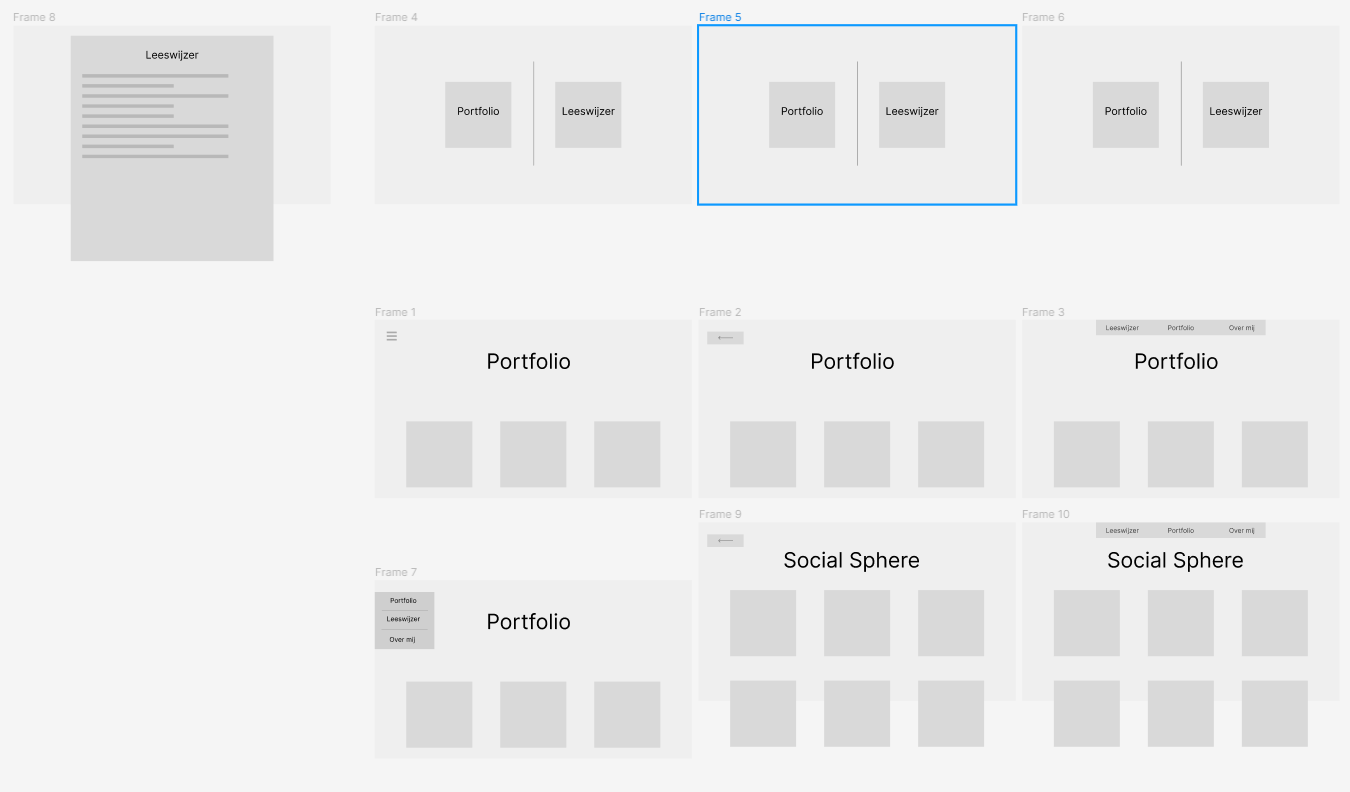 Frame 8
Leeswijzer
Frame 4
Portfolio
Leeswijzer
Frame 5
Portfolio
Leeswijzer
Frame 6
Portfolio
Leeswijzer
Frame 1
Portfolio
Frame 2
Portfolio
Frame 3
Leeswijzer Portfolio Over mij
Portfolio
Frame 7
Portfolio
Leeswijzer
Over mij
Portfolio
Frame 9
Social Sphere
Frame 10
Leeswijzer Portfolio Over mij
Social Sphere